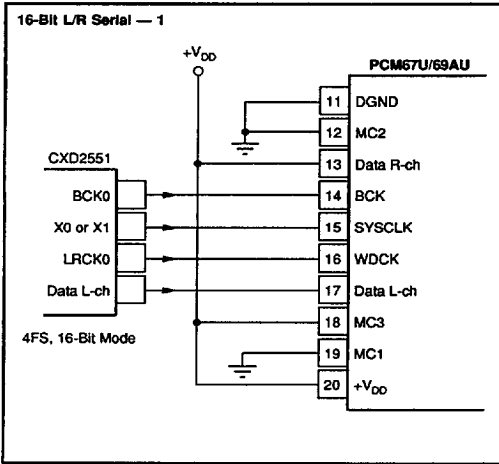 16-Bit L/R Serial — 1
+VDD
PCM67U/69AU
11 DGND
12 MC2
CXD2551
13 Data R-ch
BCK0
14 BCK
X0 or X1
15 SYSCLK
LRCK0
16 WDCK
Data L-ch
17 Data L-ch
4FS, 16-Bit Mode
18 MC3
19 MC1
20 +VDD